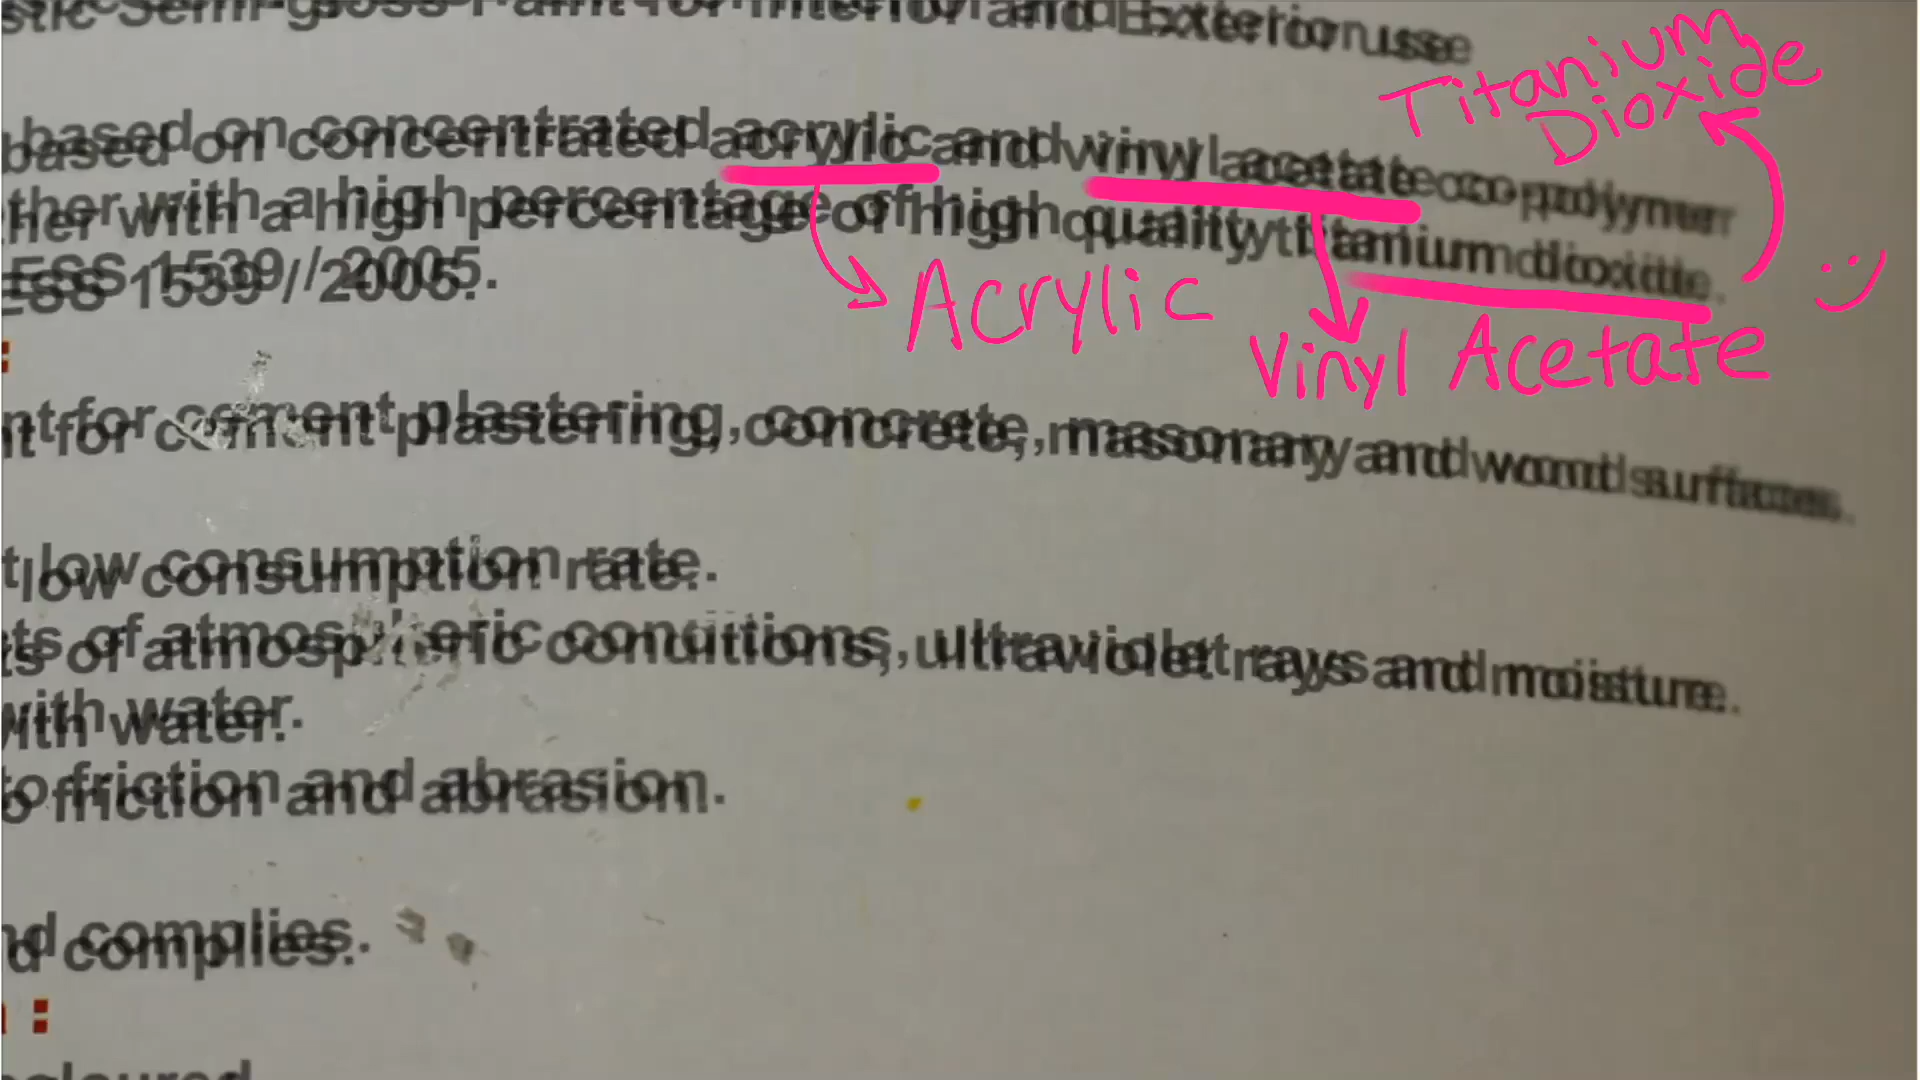 stic Semi-gloss Paint for Interior and Exterior use
Titanium
Dioxide
based on concentrated acrylic and vinyl acetate co-polymer
ther with a high percentage of high quality titanium dioxide.
ESS 1539 / 2005.
Acrylic
:)
Vinyl Acetate
:
nt for cement plastering, concrete, masonary and wood surfaces.
t low consumption rate.
ts of atmospheric conditions, ultraviolet rays and moisture.
with water.
o friction and abrasion.
nd complies.
:
coloured